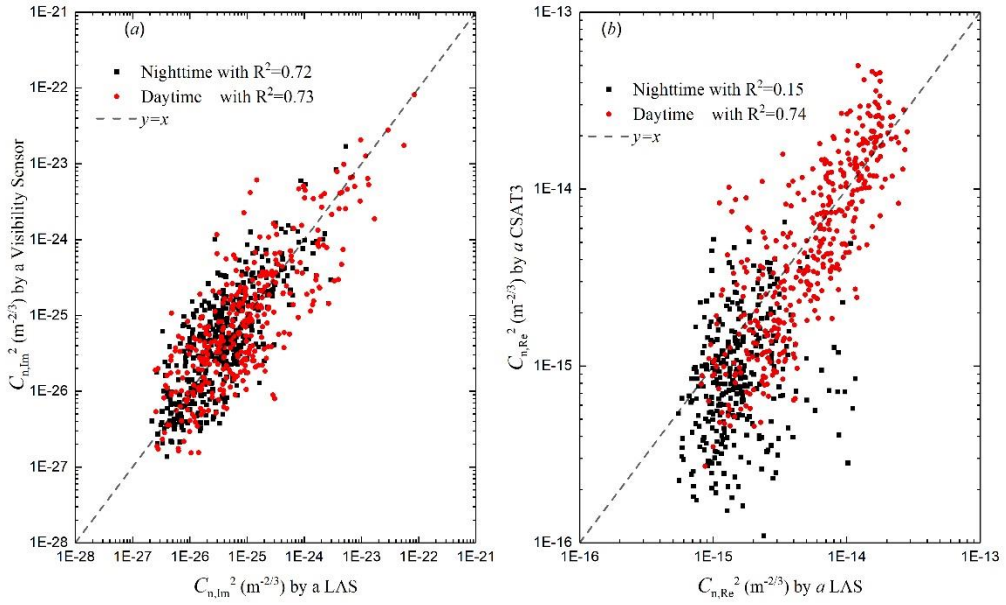 (a)
Nighttime with R²=0.72
Daytime with R²=0.73
y=x
1E-21
1E-22
1E-23
1E-24
1E-25
1E-26
1E-27
1E-28
C_{n,Im}² (m⁻²/³) by a Visibility Sensor
1E-28 1E-27 1E-26 1E-25 1E-24 1E-23 1E-22 1E-21
C_{n,Im}² (m⁻²/³) by a LAS
(b)
Nighttime with R²=0.15
Daytime with R²=0.74
y=x
1E-13
1E-14
1E-15
1E-16
C_{n,Re}² (m⁻²/³) by a CSAT3
1E-16 1E-15 1E-14 1E-13
C_{n,Re}² (m⁻²/³) by a LAS